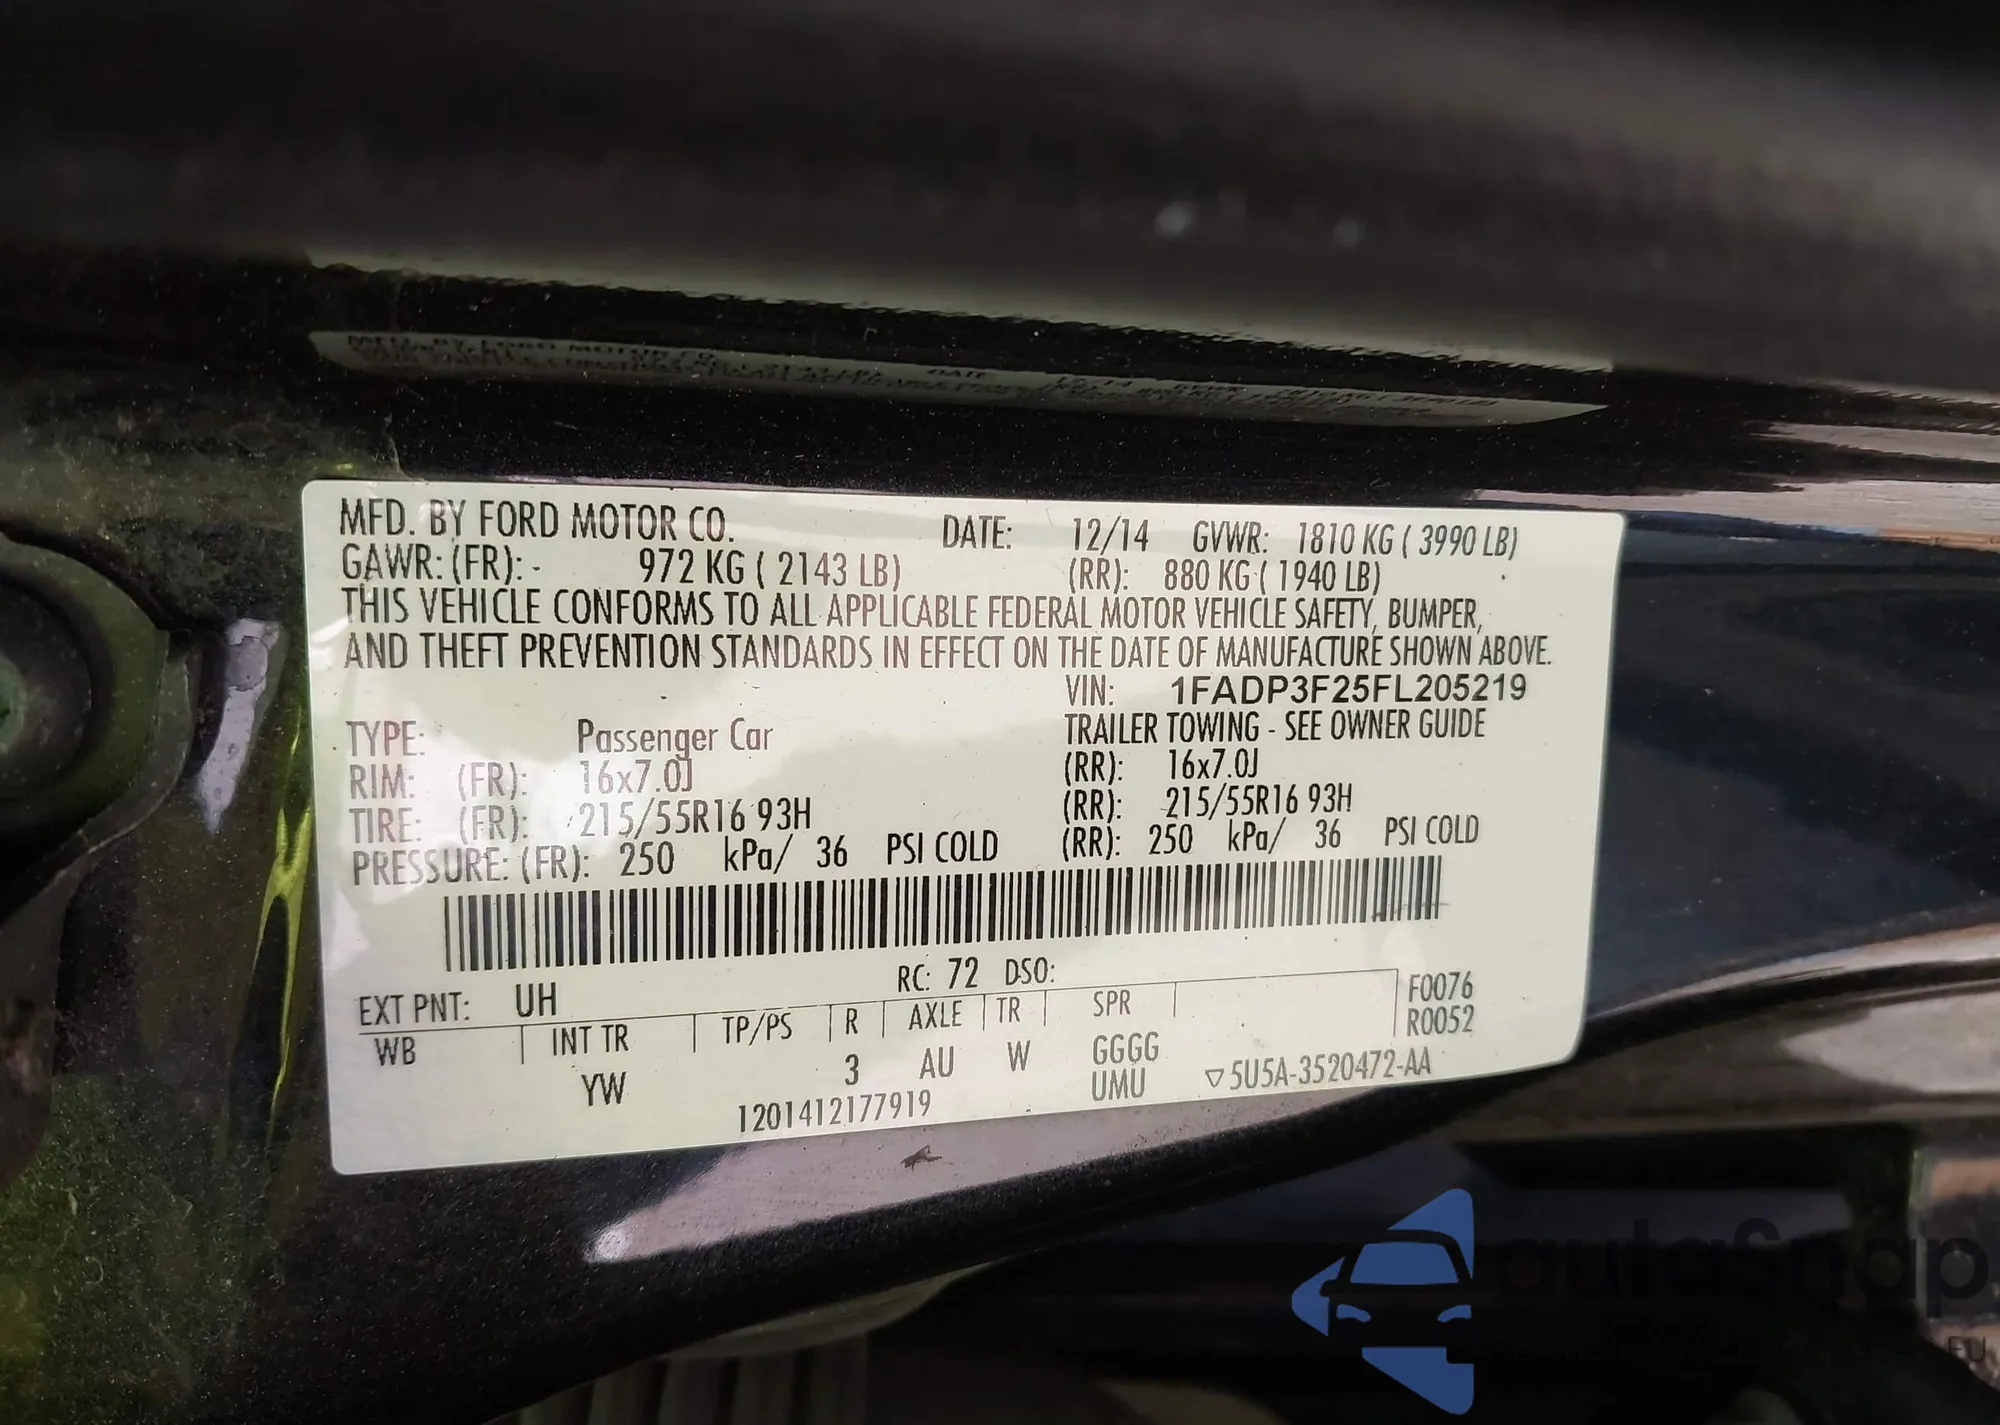 MFD. BY FORD MOTOR CO. DATE: 12/14 GVWR: 1810 KG ( 3990 LB)
GAWR: (FR): - 972 KG ( 2143 LB) (RR): 880 KG ( 1940 LB)
THIS VEHICLE CONFORMS TO ALL APPLICABLE FEDERAL MOTOR VEHICLE SAFETY, BUMPER,
AND THEFT PREVENTION STANDARDS IN EFFECT ON THE DATE OF MANUFACTURE SHOWN ABOVE.
VIN: 1FADP3F25FL205219
TYPE: Passenger Car TRAILER TOWING - SEE OWNER GUIDE
RIM: (FR): 16x7.0J (RR): 16x7.0J
TIRE: (FR): 215/55R16 93H (RR): 215/55R16 93H
PRESSURE: (FR): 250 kPa/ 36 PSI COLD (RR): 250 kPa/ 36 PSI COLD
RC: 72 DSO:
EXT PNT: UH F0076
WB INT TR TP/PS R AXLE TR SPR R0052
YW 3 AU W GGGG
UMU ▽5U5A-3520472-AA
1201412177919
autoSnap
EU